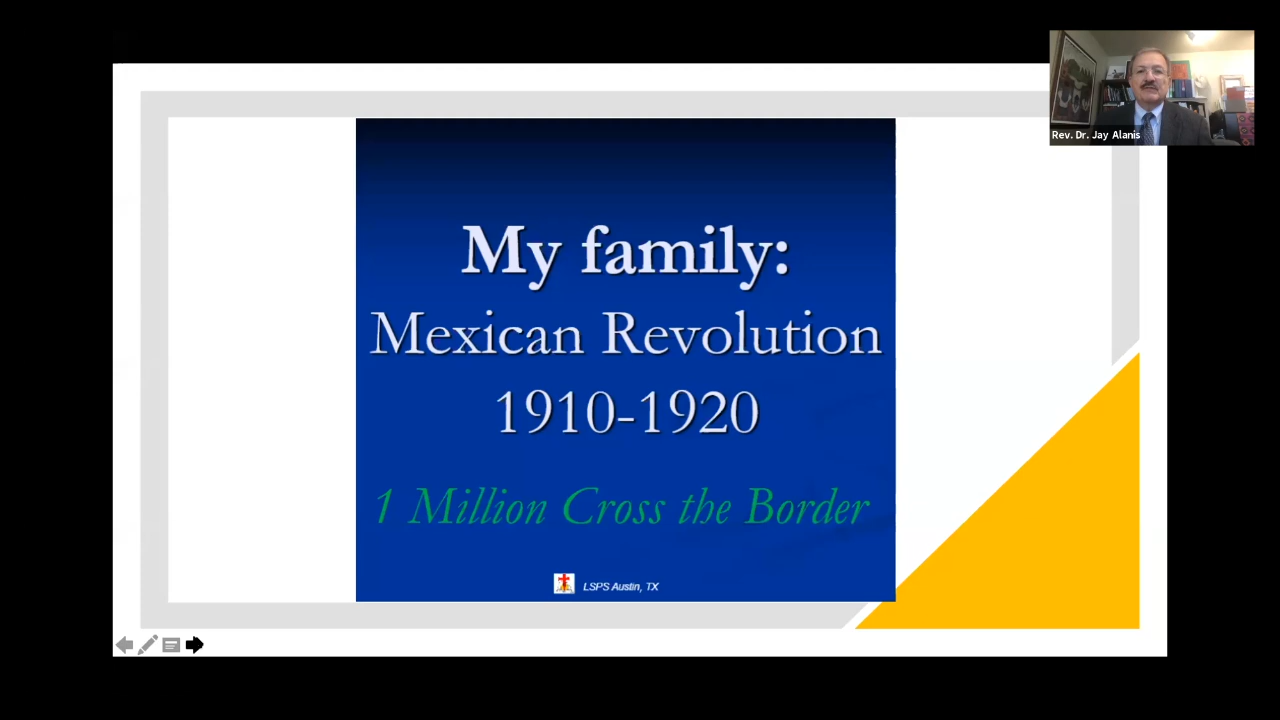 My family:
Mexican Revolution
1910-1920
1 Million Cross the Border
LSPS Austin, TX
Rev. Dr. Jay Alanis